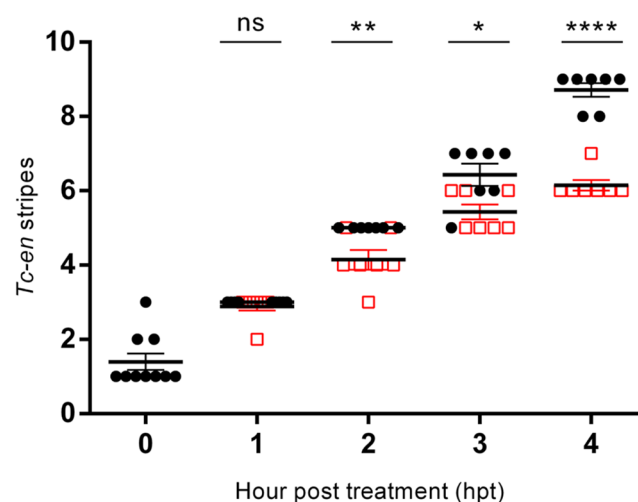 ns ** * ****
10
8
6
4
2
0
Tc-en stripes
0 1 2 3 4
Hour post treatment (hpt)